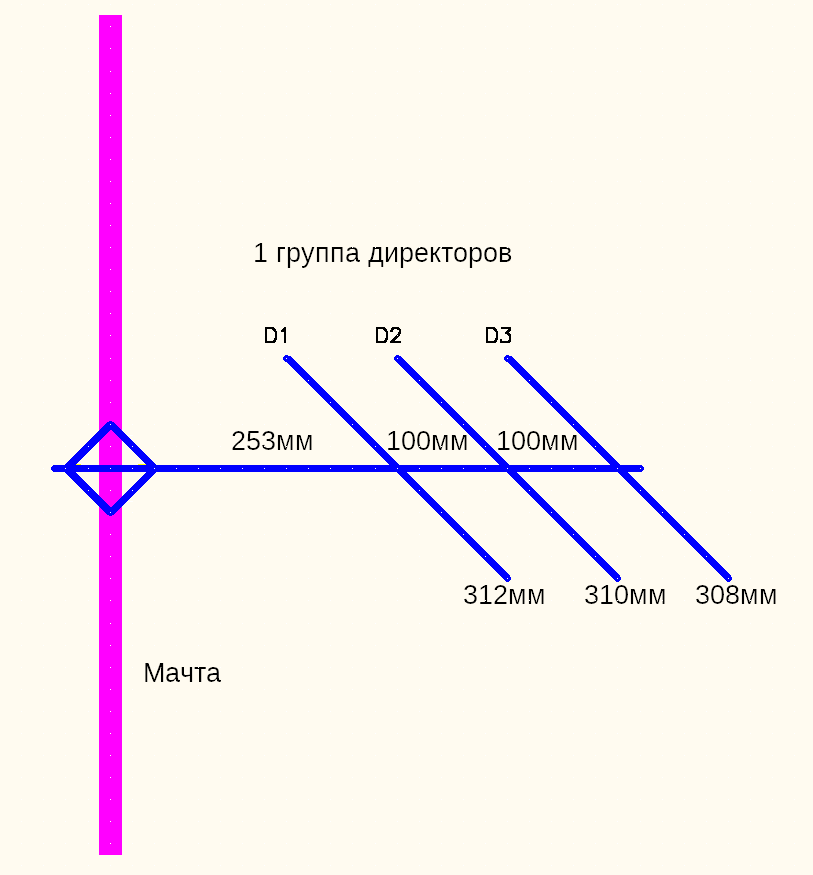 1 группа директоров
D1 D2 D3
253мм 100мм 100мм
312мм 310мм 308мм
Мачта